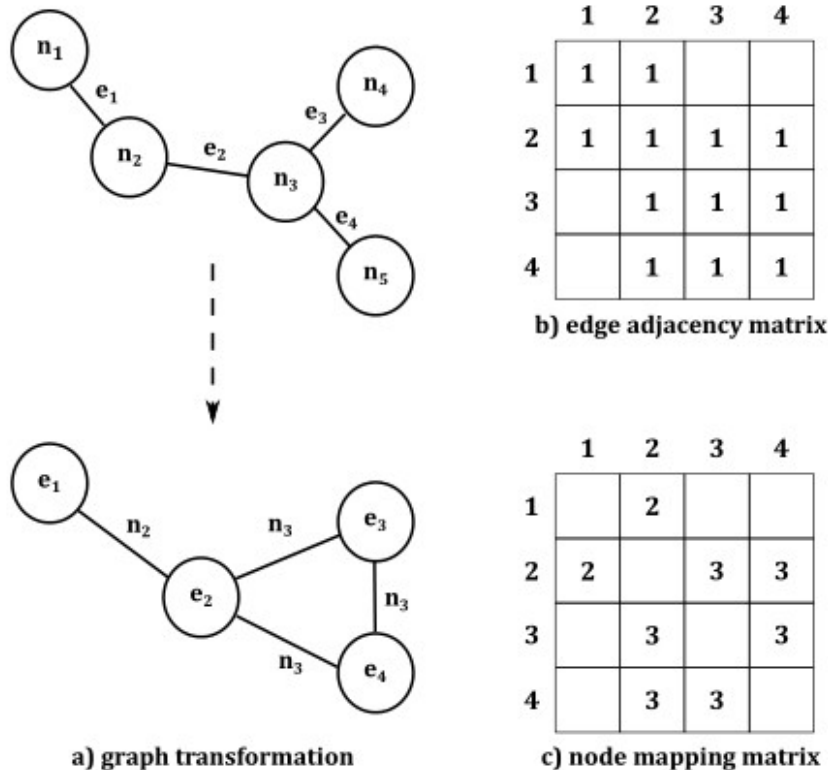 n1
e1
n2
e2
n3
e3
n4
e4
n5
e1
n2
e2
n3
e3
n3
n3
e4
a) graph transformation
1 2 3 4
1 1 1
2 1 1 1 1
3 1 1 1
4 1 1 1
b) edge adjacency matrix
1 2 3 4
1 2
2 2 3 3
3 3 3
4 3 3
c) node mapping matrix